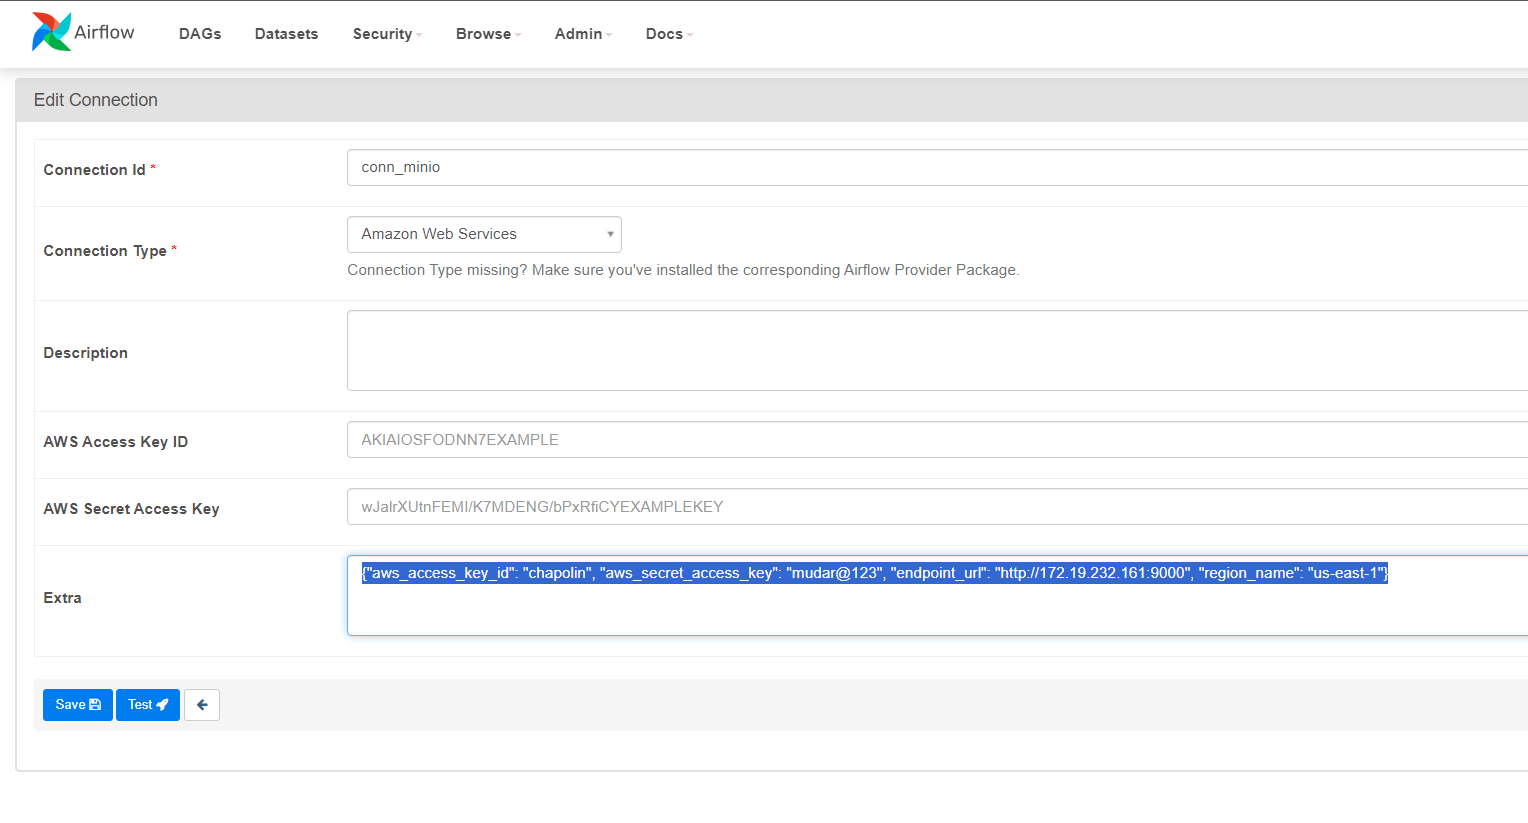 Airflow DAGs Datasets Security Browse Admin Docs
Edit Connection
Connection Id *
conn_minio
Connection Type *
Amazon Web Services
Connection Type missing? Make sure you've installed the corresponding Airflow Provider Package.
Description
AWS Access Key ID
AKIAIOSFODNN7EXAMPLE
AWS Secret Access Key
wJalrXUtnFEMI/K7MDENG/bPxRfiCYEXAMPLEKEY
Extra
{"aws_access_key_id": "chapolin", "aws_secret_access_key": "mudar@123", "endpoint_url": "http://172.19.232.161:9000", "region_name": "us-east-1"}
Save Test